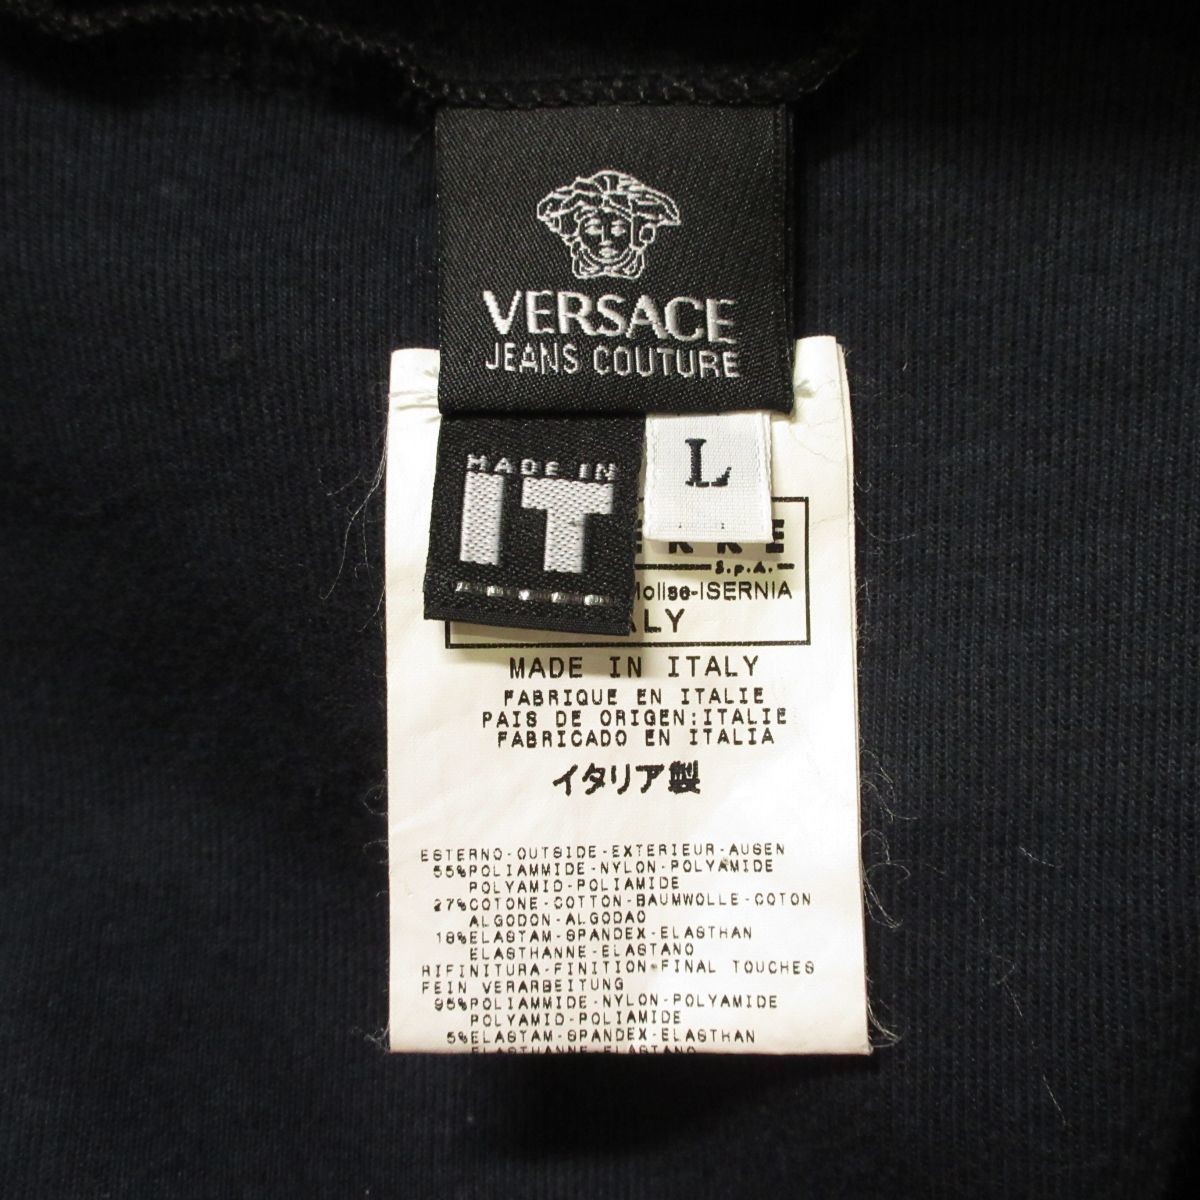 VERSACE
JEANS COUTURE
MADE IN
IT
L
S.p.A.
Molise-ISERNIA
MADE IN ITALY
FABRIQUE EN ITALIE
PAIS DE ORIGEN:ITALIE
FABRICADO EN ITALIA
イタリア製
ESTERNO-OUTSIDE-EXTERIEUR-AUSEN
55%POLIAMMIDE-NYLON-POLYAMIDE
POLYAMID-POLIAMIDE
27%COTONE-COTTON-BAUMWOLLE-COTON
ALGODON-ALGODAO
18%ELASTAM-SPANDEX-ELASTHAN
ELASTHANNE-ELASTANO
RIFINITURA-FINITION-FINAL TOUCHES
FEIN VERARBEITUNG
95%POLIAMMIDE-NYLON-POLYAMIDE
POLYAMID-POLIAMIDE
5%ELASTAM-SPANDEX-ELASTHAN
ELASTHANNE-ELASTANO